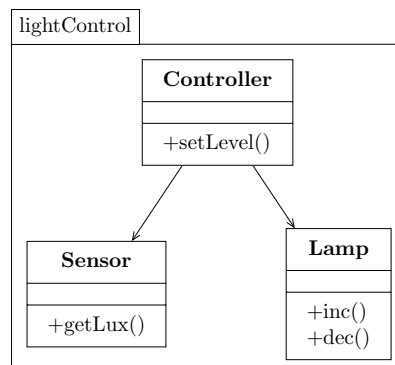 lightControl
Controller
+setLevel()
Sensor
+getLux()
Lamp
+inc()
+dec()